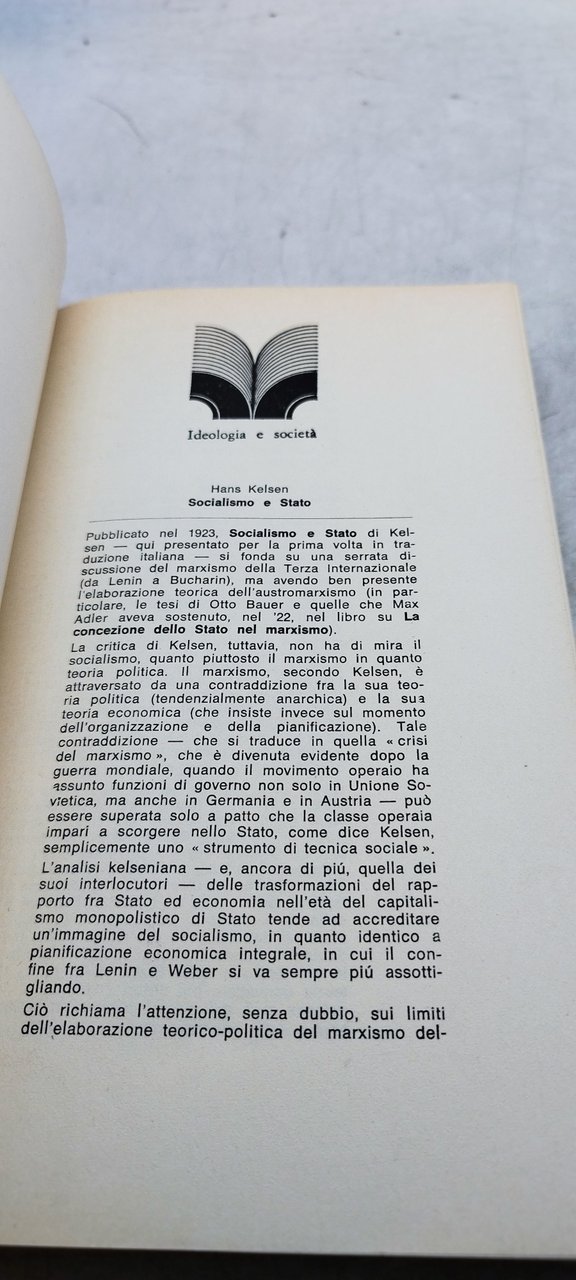 Ideologia e società
Hans Kelsen
Socialismo e Stato
Pubblicato nel 1923, Socialismo e Stato di Kel-
sen — qui presentato per la prima volta in tra-
duzione italiana — si fonda su una serrata di-
scussione del marxismo della Terza Internazionale
(da Lenin a Bucharin), ma avendo ben presente
l'elaborazione teorica dell'austromarxismo (in par-
ticolare, le tesi di Otto Bauer e quelle che Max
Adler aveva sostenuto, nel '22, nel libro su La
concezione dello Stato nel marxismo).
La critica di Kelsen, tuttavia, non ha di mira il
socialismo, quanto piuttosto il marxismo in quanto
teoria politica. Il marxismo, secondo Kelsen, è
attraversato da una contraddizione fra la sua teo-
ria politica (tendenzialmente anarchica) e la sua
teoria economica (che insiste invece sul momento
dell'organizzazione e della pianificazione). Tale
contraddizione — che si traduce in quella « crisi
del marxismo », che è divenuta evidente dopo la
guerra mondiale, quando il movimento operaio ha
assunto funzioni di governo non solo in Unione So-
vietica, ma anche in Germania e in Austria — può
essere superata solo a patto che la classe operaia
impari a scorgere nello Stato, come dice Kelsen,
semplicemente uno « strumento di tecnica sociale ».
L'analisi kelseniana — e, ancora di piú, quella dei
suoi interlocutori — delle trasformazioni del rap-
porto fra Stato ed economia nell'età del capitali-
smo monopolistico di Stato tende ad accreditare
un'immagine del socialismo, in quanto identico a
pianificazione economica integrale, in cui il con-
fine fra Lenin e Weber si va sempre piú assotti-
gliando.
Ciò richiama l'attenzione, senza dubbio, sui limiti
dell'elaborazione teorico-politica del marxismo del-